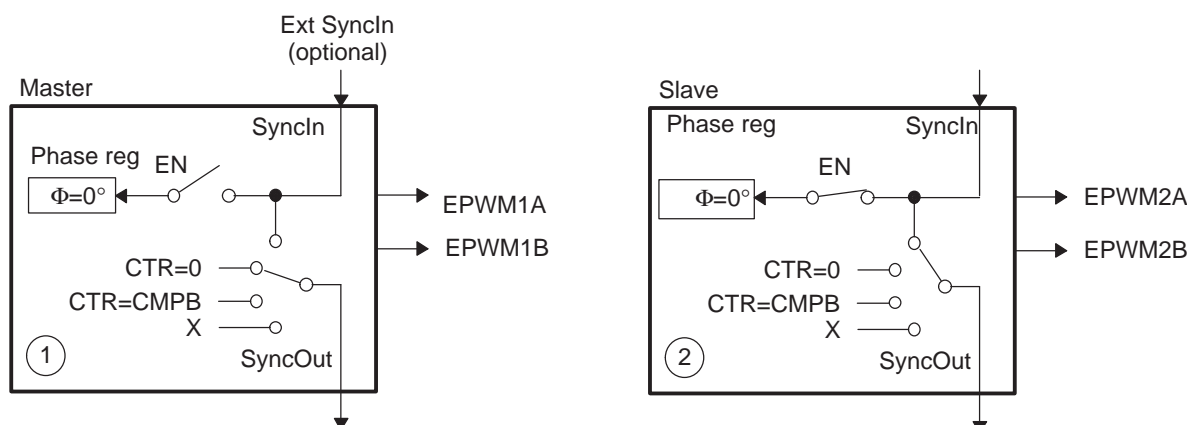 Ext SyncIn
(optional)
Master
SyncIn
Phase reg
EN
Φ=0°
EPWM1A
EPWM1B
CTR=0
CTR=CMPB
X
1
SyncOut
Slave
Phase reg
SyncIn
EN
Φ=0°
EPWM2A
EPWM2B
CTR=0
CTR=CMPB
X
2
SyncOut